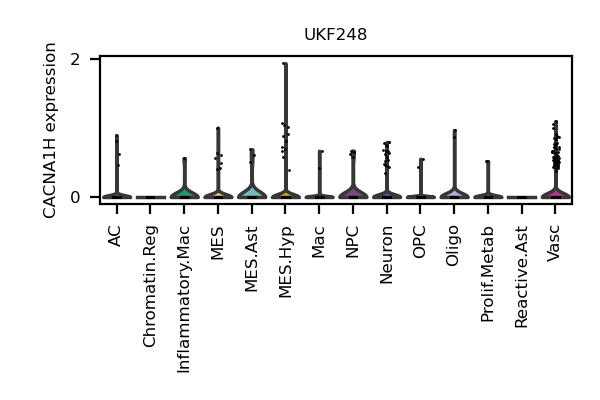 UKF248
CACNA1H expression
2
0
AC
Chromatin.Reg
Inflammatory.Mac
MES
MES.Ast
MES.Hyp
Mac
NPC
Neuron
OPC
Oligo
Prolif.Metab
Reactive.Ast
Vasc